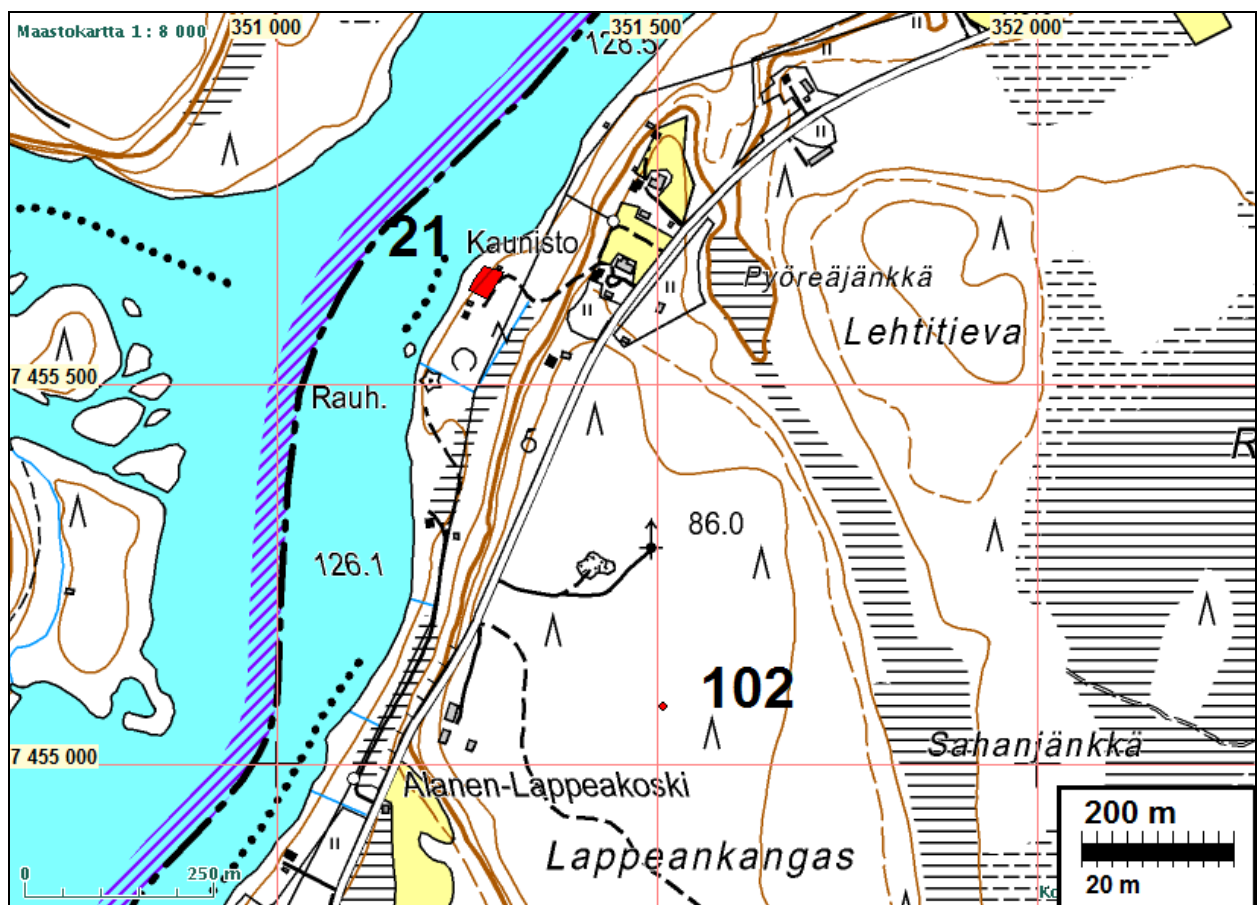 Maastokartta 1 : 8 000
351 000
351 500
352 000
128.5
21
Kaunisto
Pyöreäjänkkä
Lehtitieva
7 455 500
Rauh.
R
86.0
126.1
102
Sahanjänkkä
7 455 000
Alanen-Lappeakoski
200 m
Lappeankangas
20 m
0
250 m